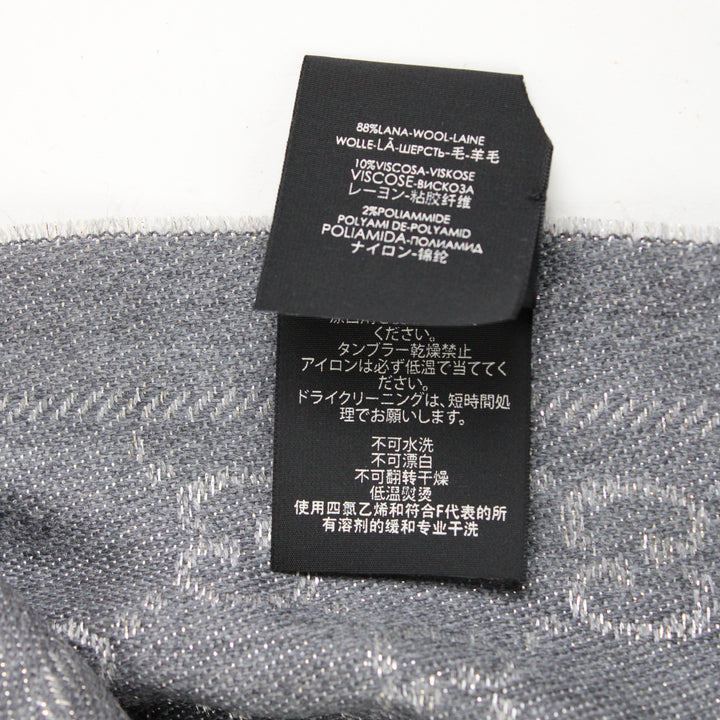 88%LANA-WOOL-LAINE
WOLLE-LÃ-ШЕРСТЬ-毛-羊毛
10%VISCOSA-VISKOSE
VISCOSE-ВИСКОЗА
レーヨン-粘胶纤维
2%POLIAMMIDE
POLYAMIDE-POLYAMID
POLIAMIDA-ПОЛИАМИД
ナイロン-锦纶
ください。
タンブラー乾燥禁止
アイロンは必ず低温で当ててく
ださい。
ドライクリーニングは、短時間処
理でお願いします。
不可水洗
不可漂白
不可翻转干燥
低温熨烫
使用四氯乙烯和符合F代表的所
有溶剂的缓和专业干洗